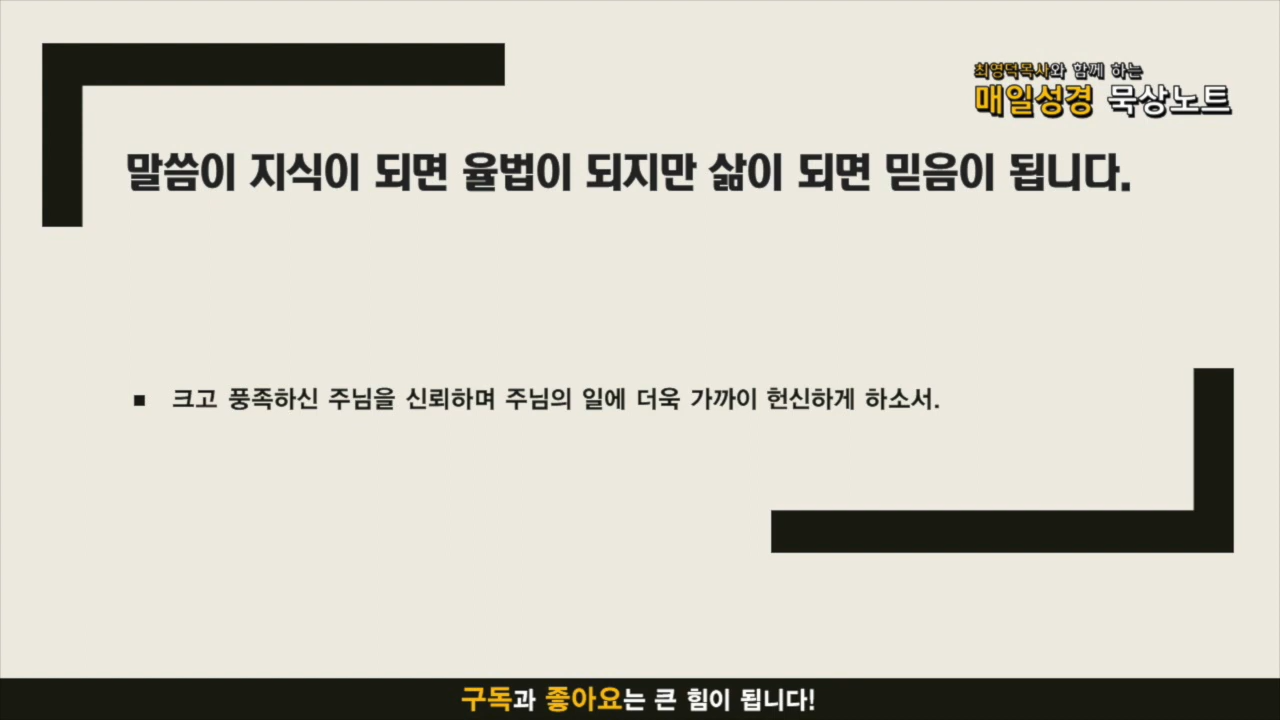 최영덕목사와 함께 하는
매일성경 묵상노트
말씀이 지식이 되면 율법이 되지만 삶이 되면 믿음이 됩니다.
▪ 크고 풍족하신 주님을 신뢰하며 주님의 일에 더욱 가까이 헌신하게 하소서.
구독과 좋아요는 큰 힘이 됩니다!